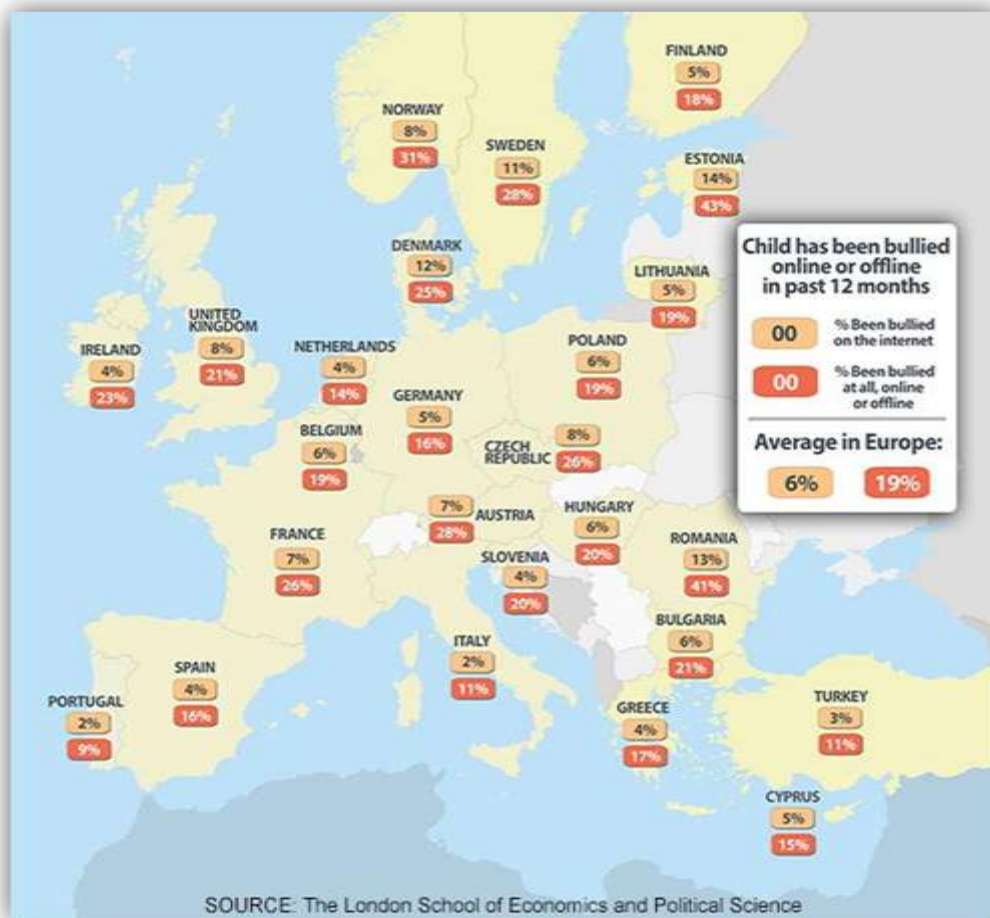 FINLAND
5%
18%
NORWAY
8%
31%
SWEDEN
11%
28%
ESTONIA
14%
43%
DENMARK
12%
25%
LITHUANIA
5%
19%
UNITED
KINGDOM
8%
21%
IRELAND
4%
23%
NETHERLANDS
4%
14%
POLAND
6%
19%
GERMANY
5%
16%
BELGIUM
6%
19%
CZECH
REPUBLIC
8%
26%
7%
28%
AUSTRIA
HUNGARY
6%
20%
FRANCE
7%
26%
SLOVENIA
4%
20%
ROMANIA
13%
41%
BULGARIA
6%
21%
ITALY
2%
11%
SPAIN
4%
16%
PORTUGAL
2%
9%
GREECE
4%
17%
TURKEY
3%
11%
CYPRUS
5%
15%
Child has been bullied
online or offline
in past 12 months
00
% Been bullied
on the internet
00
% Been bullied
at all, online
or offline
Average in Europe:
6% 19%
SOURCE: The London School of Economics and Political Science